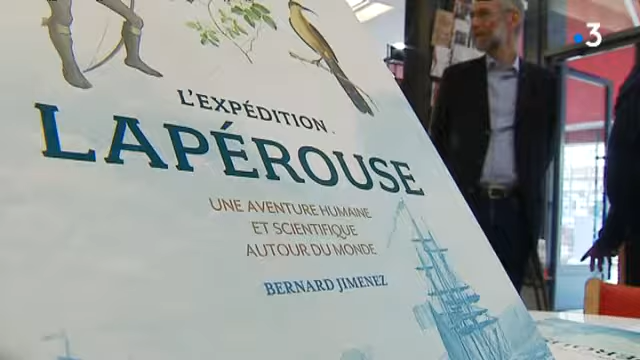 3
L'EXPÉDITION
LAPÉROUSE
UNE AVENTURE HUMAINE
ET SCIENTIFIQUE
AUTOUR DU MONDE
BERNARD JIMENEZ